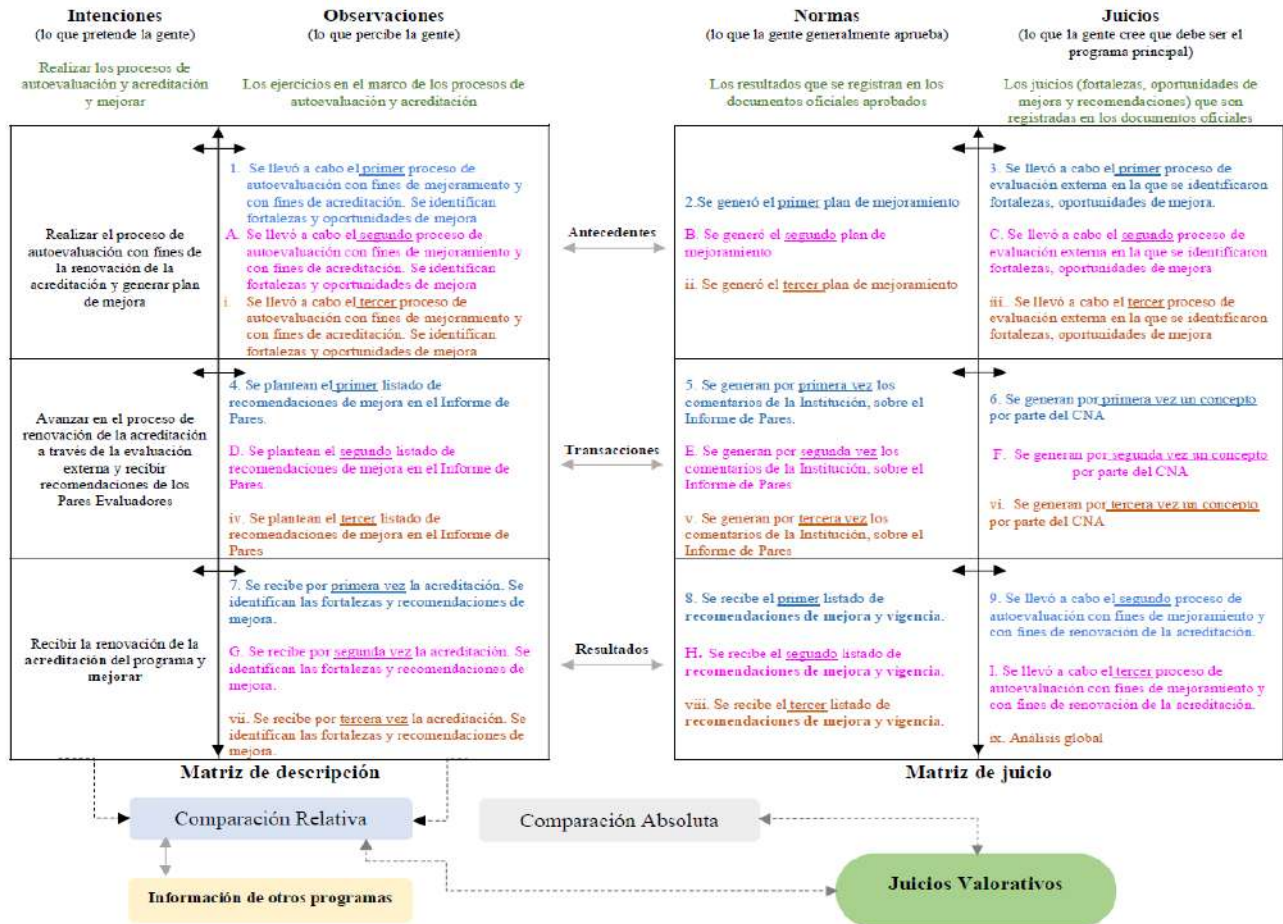 Intenciones
(lo que pretende la gente)
Realizar los procesos de
autoevaluación y acreditación
y mejorar
Observaciones
(lo que percibe la gente)
Los ejercicios en el marco de los procesos de
autoevaluación y acreditación
Normas
(lo que la gente generalmente aprueba)
Los resultados que se registran en los
documentos oficiales aprobados
Juicios
(lo que la gente cree que debe ser el
programa principal)
Los juicios (fortalezas, oportunidades de
mejora y recomendaciones) que son
registradas en los documentos oficiales
Realizar el proceso de
autoevaluación con fines de
la renovación de la
acreditación y generar plan
de mejora
1. Se llevó a cabo el primer proceso de
autoevaluación con fines de mejoramiento y
con fines de acreditación. Se identifican
fortalezas y oportunidades de mejora
A. Se llevó a cabo el segundo proceso de
autoevaluación con fines de mejoramiento y
con fines de acreditación. Se identifican
fortalezas y oportunidades de mejora
i. Se llevó a cabo el tercer proceso de
autoevaluación con fines de mejoramiento y
con fines de acreditación. Se identifican
fortalezas y oportunidades de mejora
Antecedentes
2.Se generó el primer plan de mejoramiento
B. Se generó el segundo plan de
mejoramiento
ii. Se generó el tercer plan de mejoramiento
3. Se llevó a cabo el primer proceso de
evaluación externa en la que se identificaron
fortalezas, oportunidades de mejora.
C. Se llevó a cabo el segundo proceso de
evaluación externa en la que se identificaron
fortalezas, oportunidades de mejora
iii. Se llevó a cabo el tercer proceso de
evaluación externa en la que se identificaron
fortalezas, oportunidades de mejora
Avanzar en el proceso de
renovación de la acreditación
a través de la evaluación
externa y recibir
recomendaciones de los
Pares Evaluadores
4. Se plantean el primer listado de
recomendaciones de mejora en el Informe de
Pares.
D. Se plantean el segundo listado de
recomendaciones de mejora en el Informe de
Pares
iv. Se plantean el tercer listado de
recomendaciones de mejora en el Informe de
Pares
Transacciones
5. Se generan por primera vez los
comentarios de la Institución, sobre el
Informe de Pares.
E. Se generan por segunda vez los
comentarios de la Institución, sobre el
Informe de Pares
v. Se generan por tercera vez los
comentarios de la Institución, sobre el
Informe de Pares
6. Se generan por primera vez un concepto
por parte del CNA
F. Se generan por segunda vez un concepto
por parte del CNA
vi. Se generan por tercera vez un concepto
por parte del CNA
Recibir la renovación de la
acreditación del programa y
mejorar
7. Se recibe por primera vez la acreditación. Se
identifican las fortalezas y recomendaciones de
mejora.
G. Se recibe por segunda vez la acreditación. Se
identifican las fortalezas y recomendaciones de
mejora.
vii. Se recibe por tercera vez la acreditación. Se
identifican las fortalezas y recomendaciones de
mejora.
Resultados
8. Se recibe el primer listado de
recomendaciones de mejora y vigencia.
H. Se recibe el segundo listado de
recomendaciones de mejora y vigencia.
viii. Se recibe el tercer listado de
recomendaciones de mejora y vigencia.
9. Se llevó a cabo el segundo proceso de
autoevaluación con fines de mejoramiento y
con fines de renovación de la acreditación.
I. Se llevó a cabo el tercer proceso de
autoevaluación con fines de mejoramiento y
con fines de renovación de la acreditación.
ix. Análisis global
Matriz de descripción
Matriz de juicio
Comparación Relativa
Comparación Absoluta
Información de otros programas
Juicios Valorativos